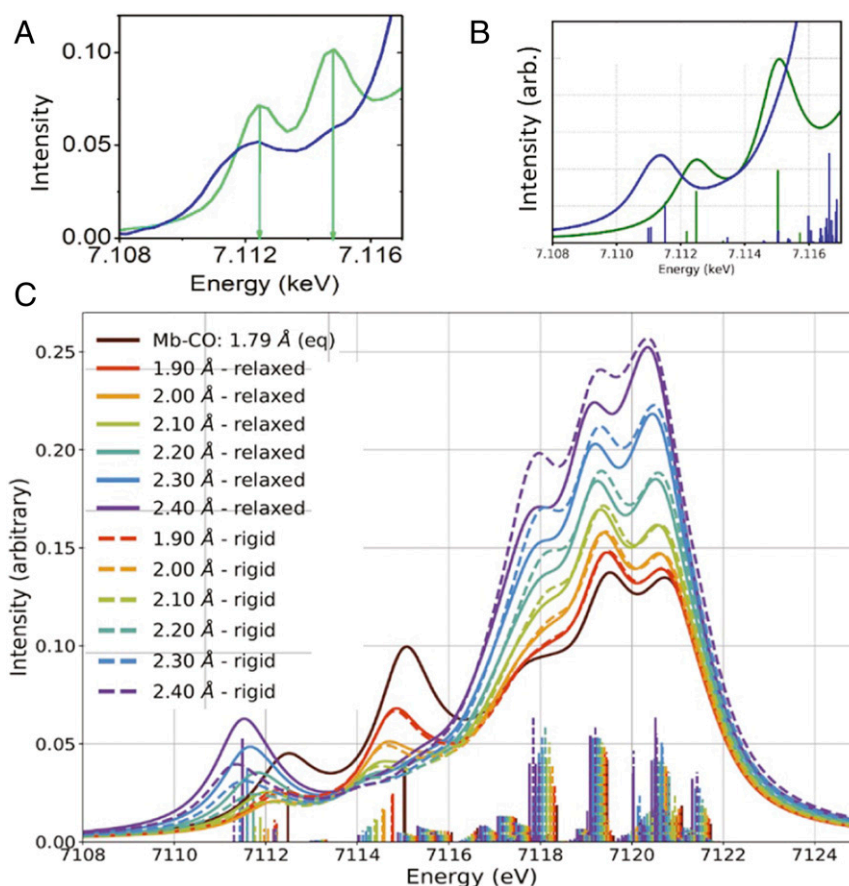 A
0.10
0.05
0.00
Intensity
7.108
7.112
7.116
Energy (keV)
B
Intensity (arb.)
7.108
7.110
7.112
7.114
7.116
Energy (keV)
C
Mb-CO: 1.79 Å (eq)
1.90 Å - relaxed
2.00 Å - relaxed
2.10 Å - relaxed
2.20 Å - relaxed
2.30 Å - relaxed
2.40 Å - relaxed
1.90 Å - rigid
2.00 Å - rigid
2.10 Å - rigid
2.20 Å - rigid
2.30 Å - rigid
2.40 Å - rigid
0.25
0.20
0.15
0.10
0.05
0.00
Intensity (arbitrary)
7108
7110
7112
7114
7116
7118
7120
7122
7124
Energy (eV)